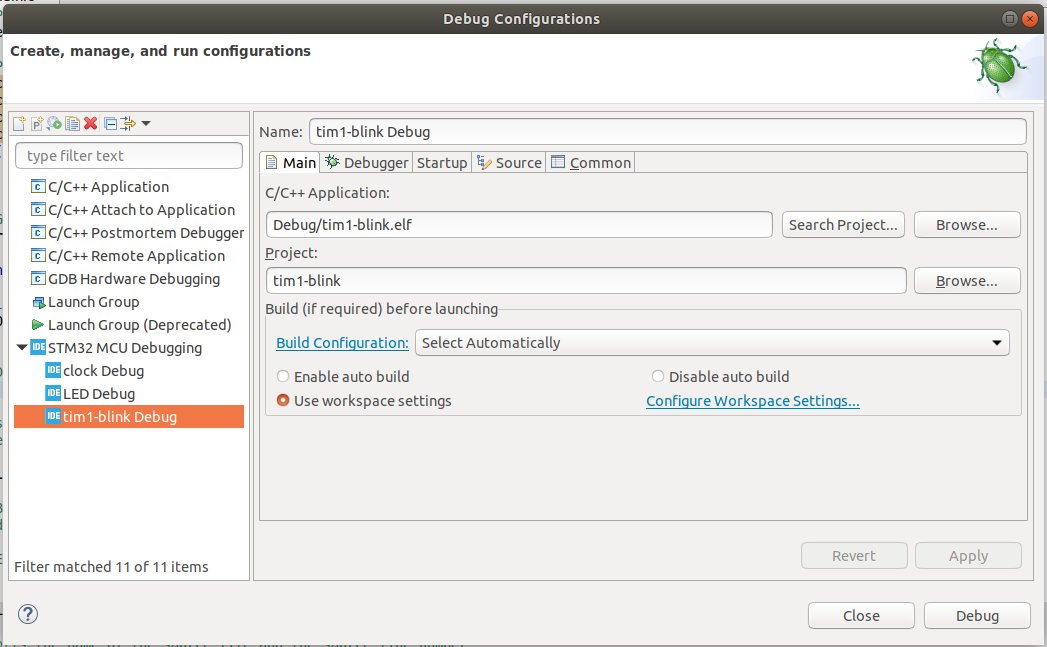 Debug Configurations
Create, manage, and run configurations
type filter text
C/C++ Application
C/C++ Attach to Application
C/C++ Postmortem Debugger
C/C++ Remote Application
GDB Hardware Debugging
Launch Group
Launch Group (Deprecated)
IDE STM32 MCU Debugging
IDE clock Debug
IDE LED Debug
IDE tim1-blink Debug
Filter matched 11 of 11 items
Name: tim1-blink Debug
Main Debugger Startup Source Common
C/C++ Application:
Debug/tim1-blink.elf Search Project... Browse...
Project:
tim1-blink Browse...
Build (if required) before launching
Build Configuration: Select Automatically
Enable auto build Disable auto build
Use workspace settings Configure Workspace Settings...
Revert Apply
? Close Debug